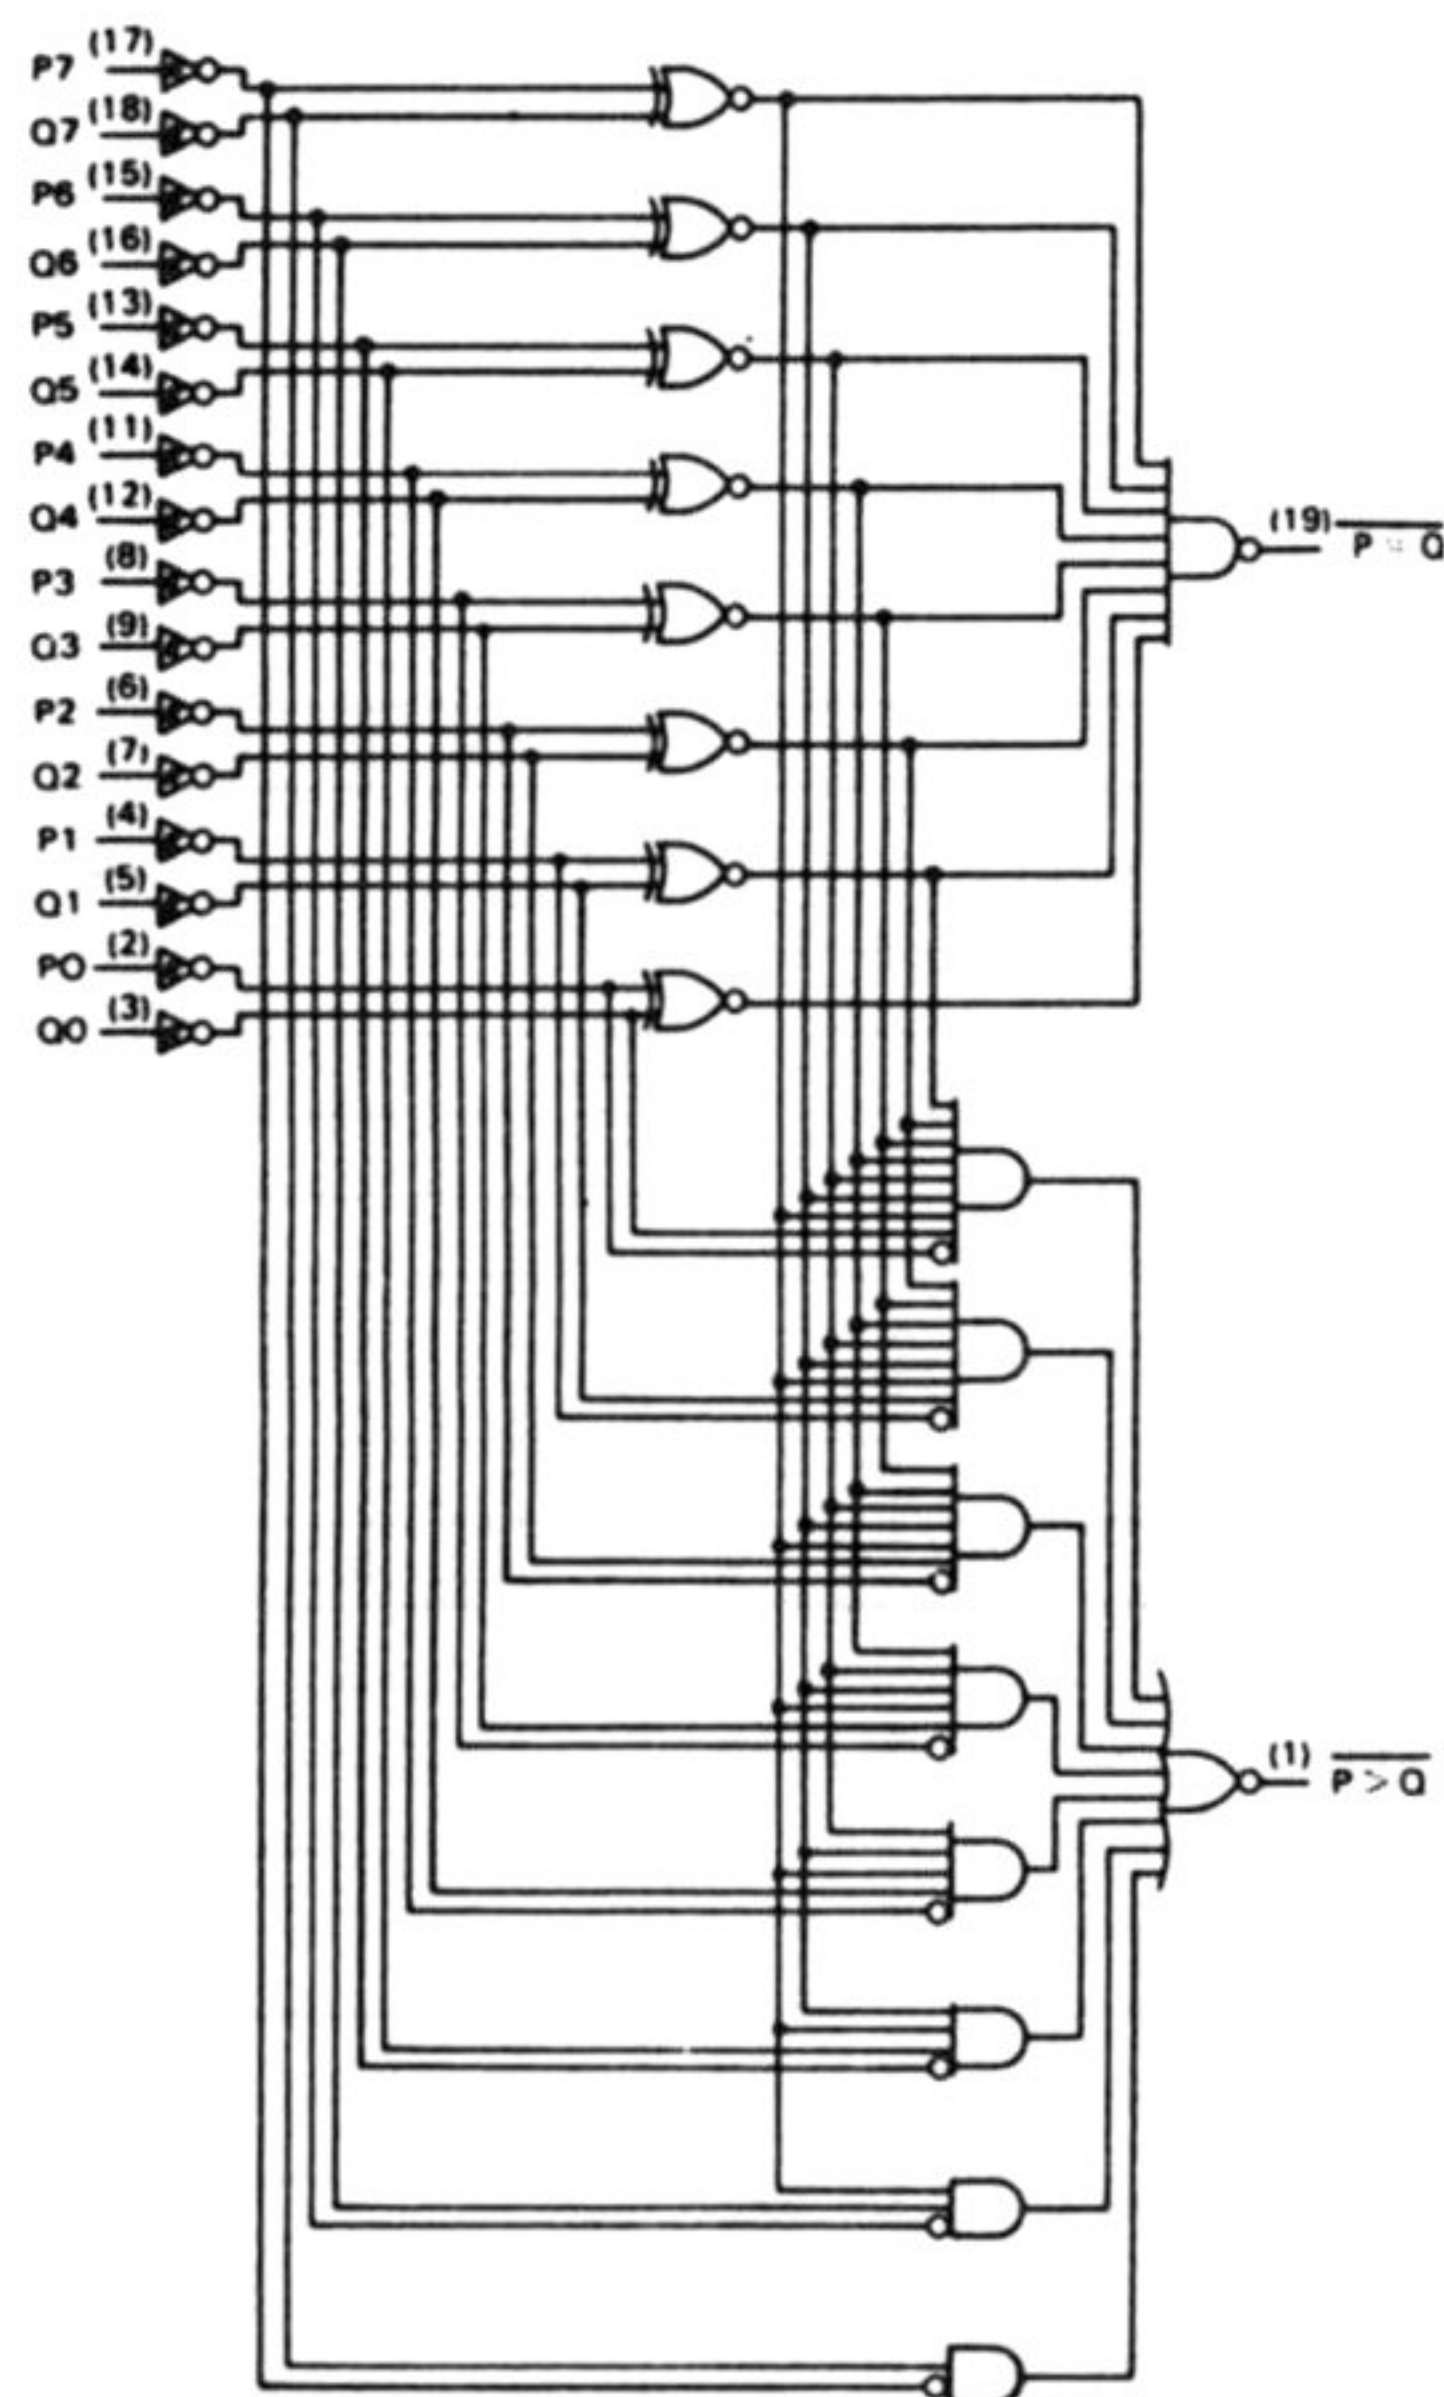 P7 (17)
Q7 (18)
P6 (15)
Q6 (16)
P5 (13)
Q5 (14)
P4 (11)
Q4 (12)
P3 (8)
Q3 (9)
P2 (6)
Q2 (7)
P1 (4)
Q1 (5)
P0 (2)
Q0 (3)
(19) P = Q
(1) P > Q